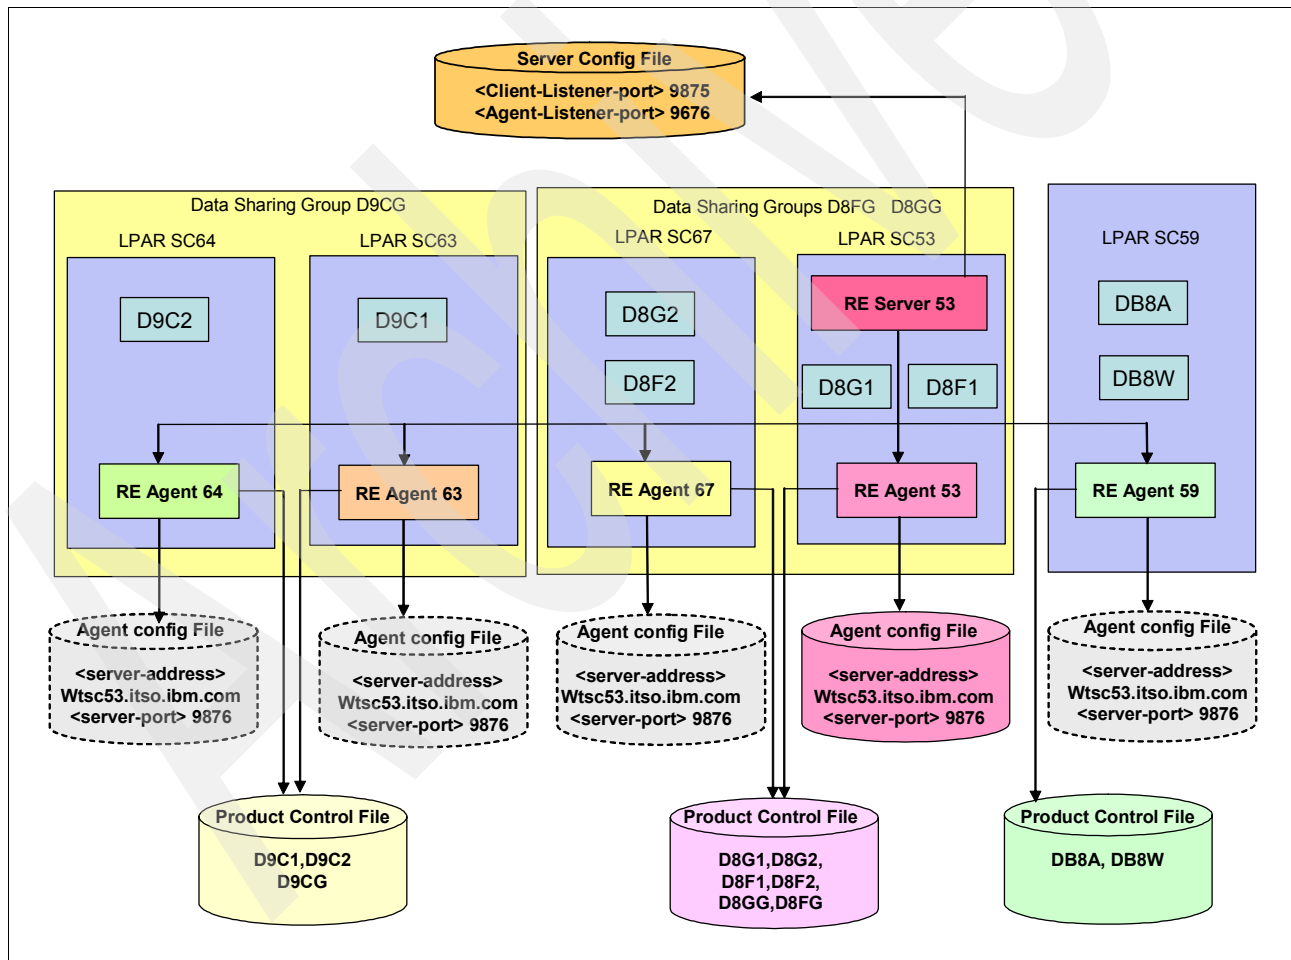 Server Config File
<Client-Listener-port> 9875
<Agent-Listener-port> 9676
Data Sharing Group D9CG
Data Sharing Groups D8FG D8GG
LPAR SC64
LPAR SC63
LPAR SC67
LPAR SC53
LPAR SC59
D9C2
D9C1
D8G2
D8F2
RE Server 53
D8G1
D8F1
DB8A
DB8W
RE Agent 64
RE Agent 63
RE Agent 67
RE Agent 53
RE Agent 59
Agent config File
<server-address>
Wtsc53.itso.ibm.com
<server-port> 9876
Agent config File
<server-address>
Wtsc53.itso.ibm.com
<server-port> 9876
Agent config File
<server-address>
Wtsc53.itso.ibm.com
<server-port> 9876
Agent config File
<server-address>
Wtsc53.itso.ibm.com
<server-port> 9876
Agent config File
<server-address>
Wtsc53.itso.ibm.com
<server-port> 9876
Product Control File
D9C1,D9C2
D9CG
Product Control File
D8G1,D8G2,
D8F1,D8F2,
D8GG,D8FG
Product Control File
DB8A, DB8W
Archive